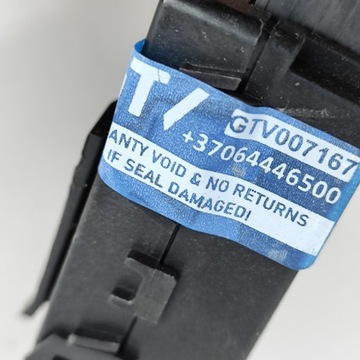 GTV007167
+37064446500
ANTY VOID & NO RETURNS
IF SEAL DAMAGED!